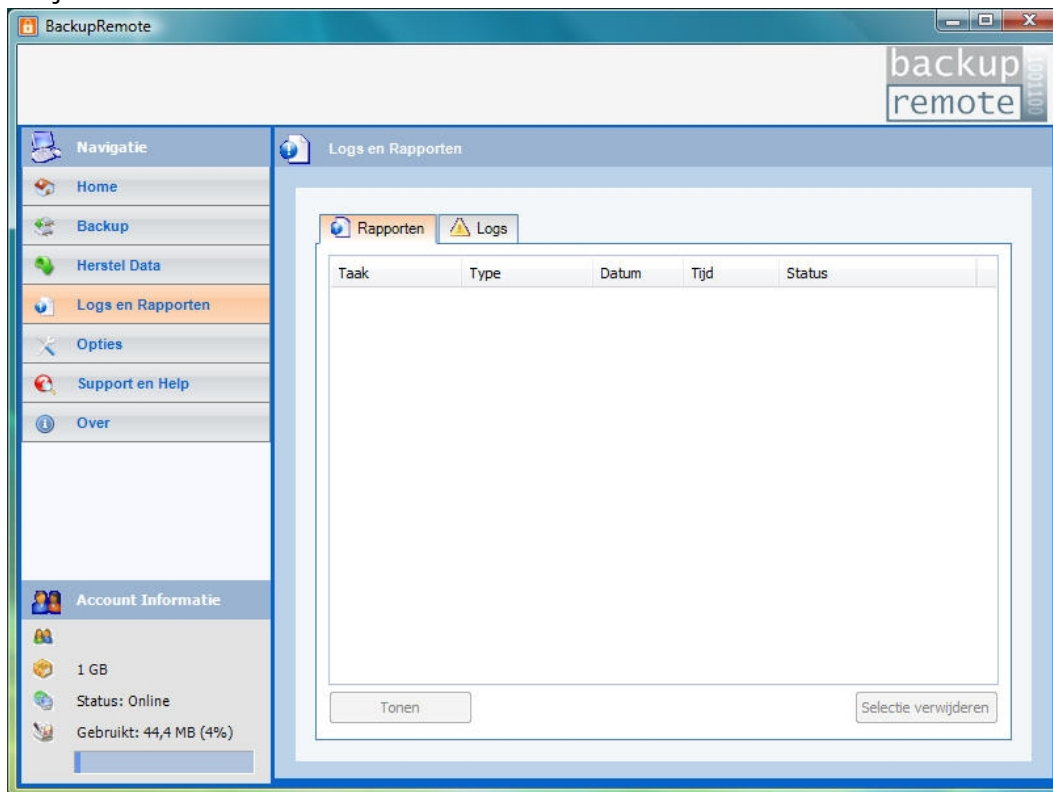 BackupRemote
backup
remote
1001100
Navigatie
Home
Backup
Herstel Data
Logs en Rapporten
Opties
Support en Help
Over
Account Informatie
1 GB
Status: Online
Gebruikt: 44,4 MB (4%)
Logs en Rapporten
Rapporten
Logs
Taak Type Datum Tijd Status
Tonen
Selectie verwijderen